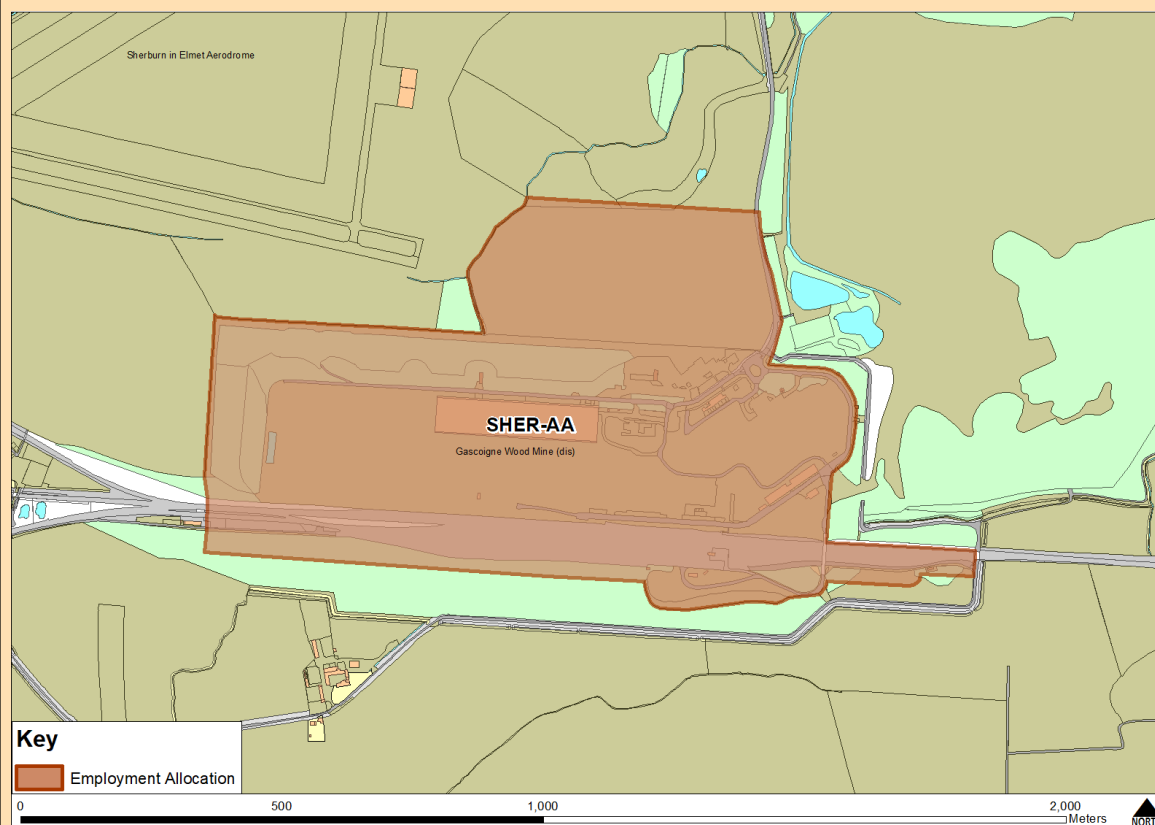 Sherburn in Elmet Aerodrome
SHER-AA
Gascoigne Wood Mine (dis)
Key
Employment Allocation
0 500 1,000 2,000
Meters
NORTH